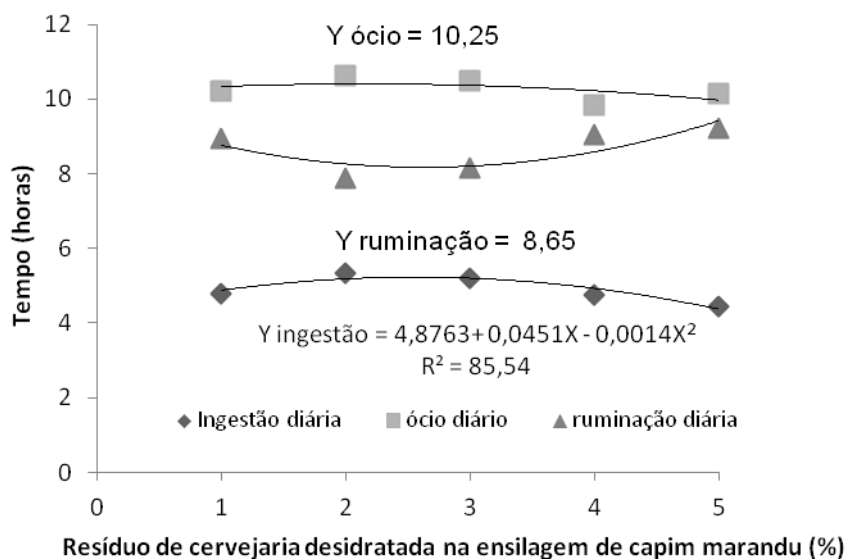 12
Y ócio = 10,25
10
8
Tempo (horas)
Y ruminação = 8,65
6
4
Y ingestão = 4,8763+0,0451X-0,0014X²
R² = 85,54
2
Ingestão diária ócio diário ruminação diária
0
0 1 2 3 4 5
Resíduo de cervejaria desidratada na ensilagem de capim marandu (%)